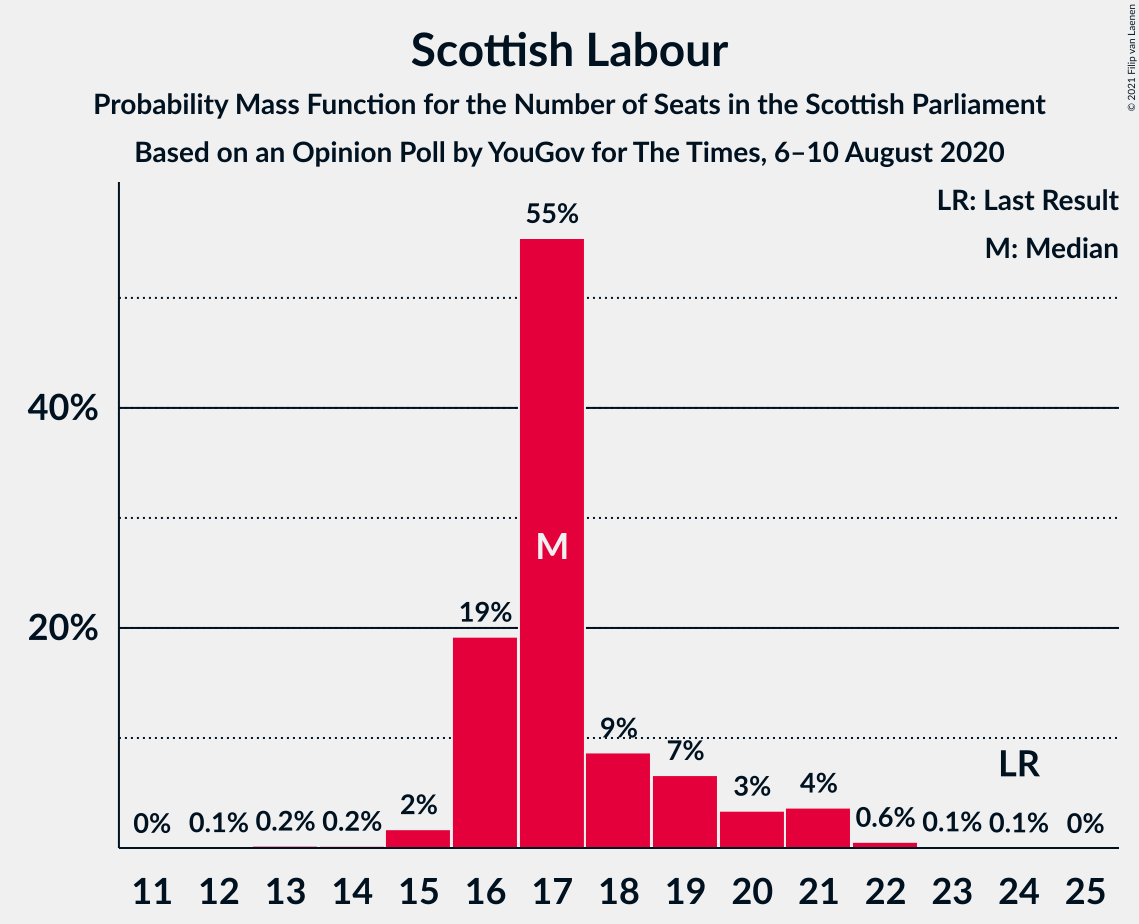 Scottish Labour
Probability Mass Function for the Number of Seats in the Scottish Parliament
Based on an Opinion Poll by YouGov for The Times, 6–10 August 2020
© 2021 Filip van Laenen
LR: Last Result
M: Median
55%
40%
M
19%
20%
9%
7%
LR
3%
4%
2%
0%
0.1%
0.2%
0.2%
0.6%
0.1%
0.1%
0%
11 12 13 14 15 16 17 18 19 20 21 22 23 24 25